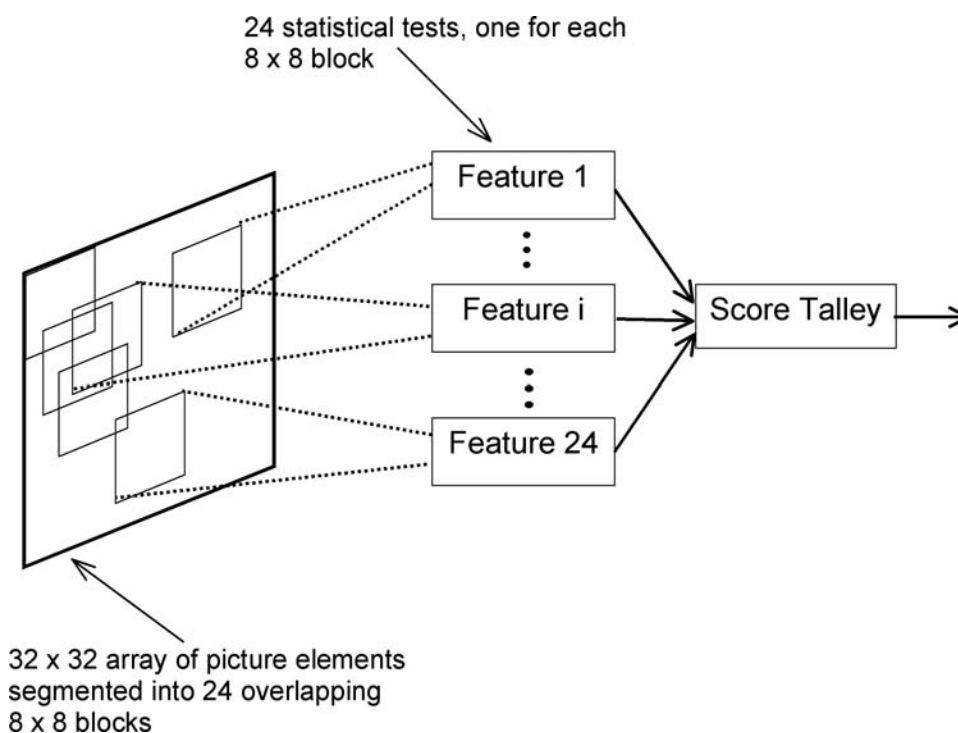 24 statistical tests, one for each
8 x 8 block
Feature 1
Feature i
Score Talley
Feature 24
32 x 32 array of picture elements
segmented into 24 overlapping
8 x 8 blocks